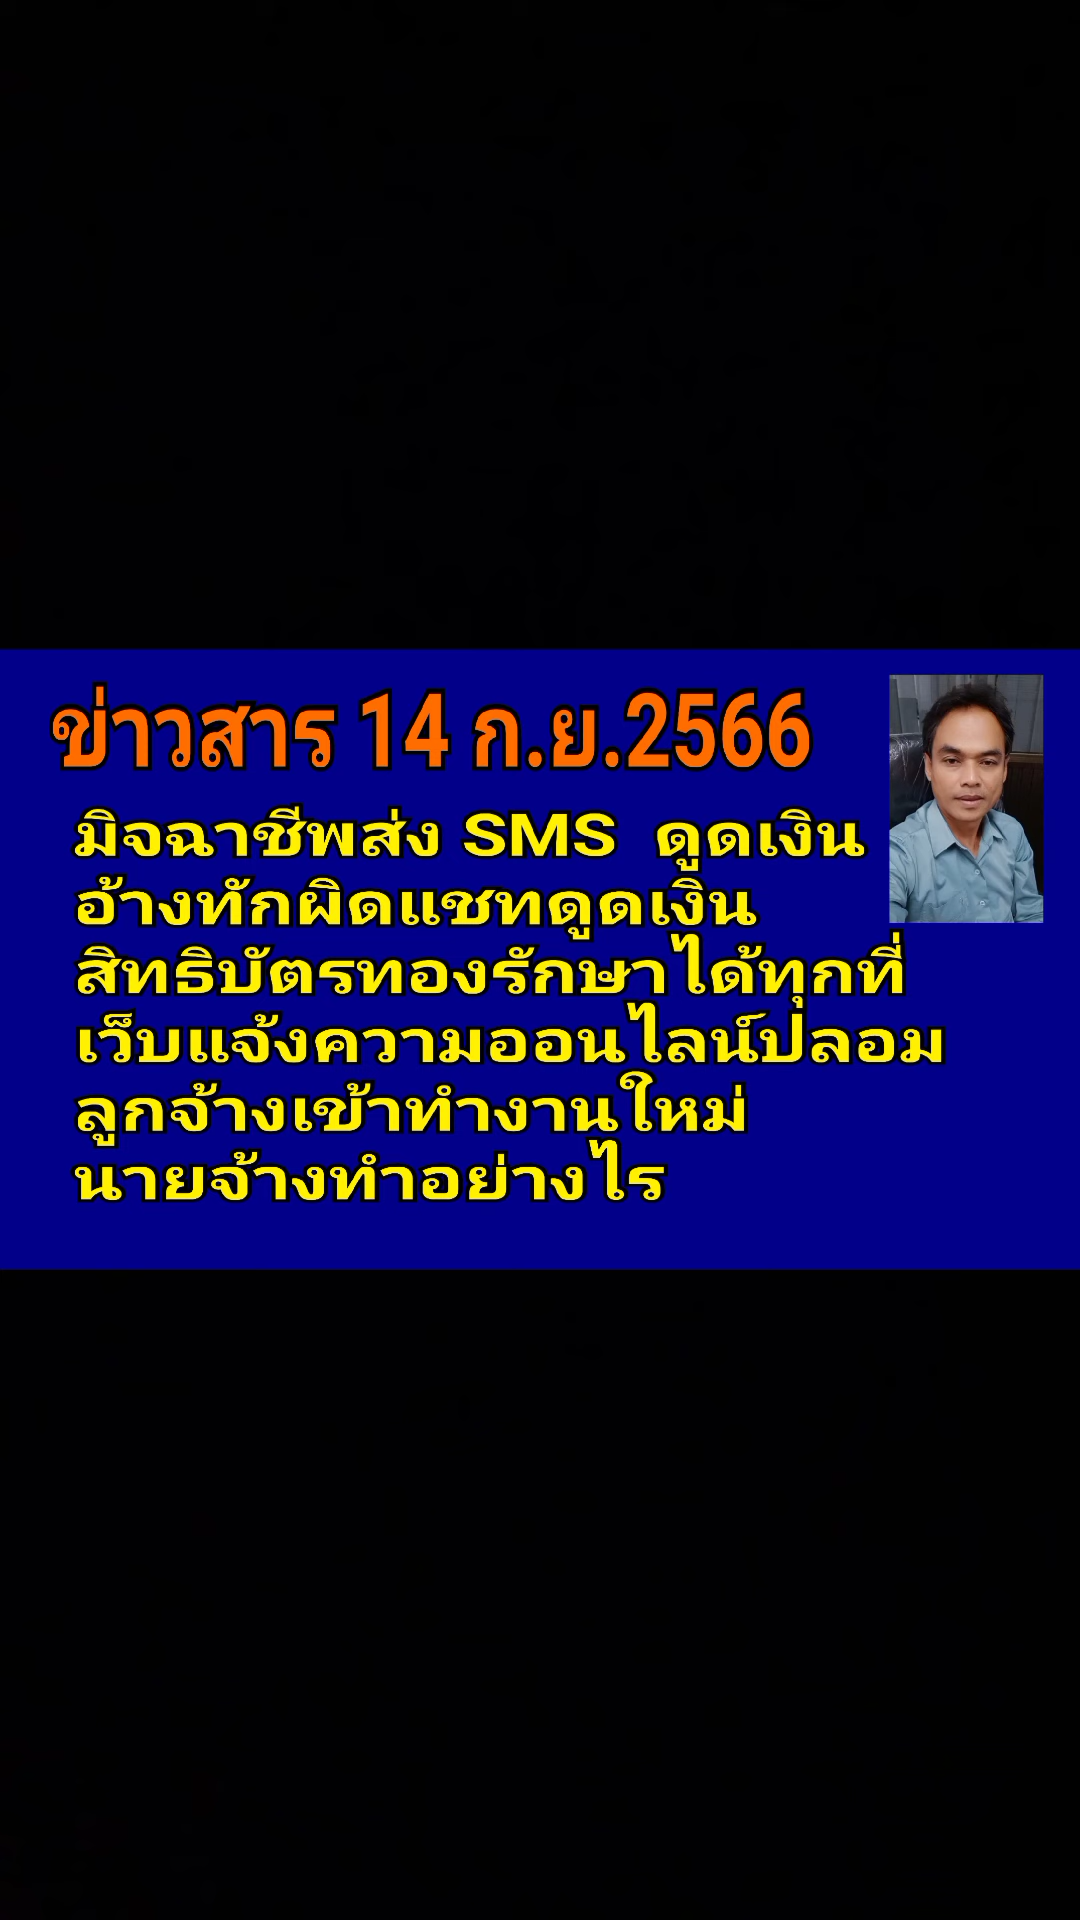 ข่าวสาร 14 ก.ย.2566
มิจฉาชีพส่ง SMS ดูดเงิน
อ้างทักผิดแชทดูดเงิน
สิทธิบัตรทองรักษาได้ทุกที่
เว็บแจ้งความออนไลน์ปลอม
ลูกจ้างเข้าทำงานใหม่
นายจ้างทำอย่างไร